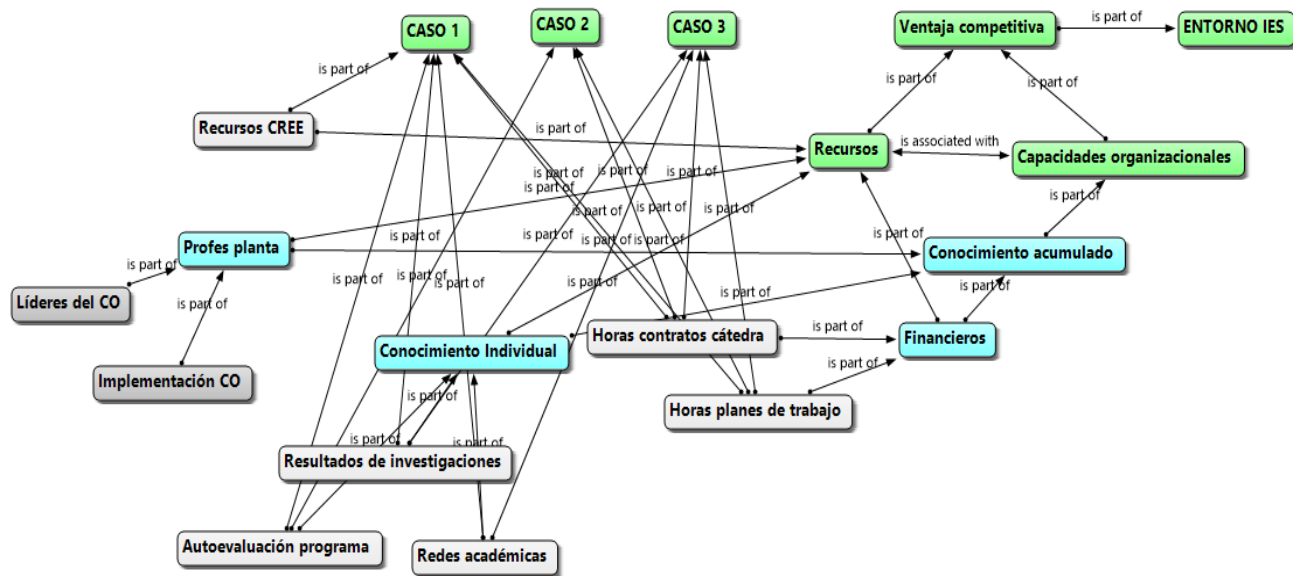 CASO 1
CASO 2
CASO 3
Ventaja competitiva
is part of
ENTORNO IES
is part of
is part of
is part of
Recursos CREE
is part of
Recursos
is associated with
Capacidades organizacionales
is part of
is part of
is part of
is part of
is part of
is part of
is part of
is part of
Profes planta
is part of
is part of
is part of
is part of
is part of
Conocimiento acumulado
is part of
Líderes del CO
is part of
is part of
is part of
is part of
is part of
is part of
Horas contratos cátedra
is part of
Financieros
Conocimiento Individual
is part of
Implementación CO
is part of
Horas planes de trabajo
is part of
is part of
Resultados de investigaciones
Autoevaluación programa
Redes académicas